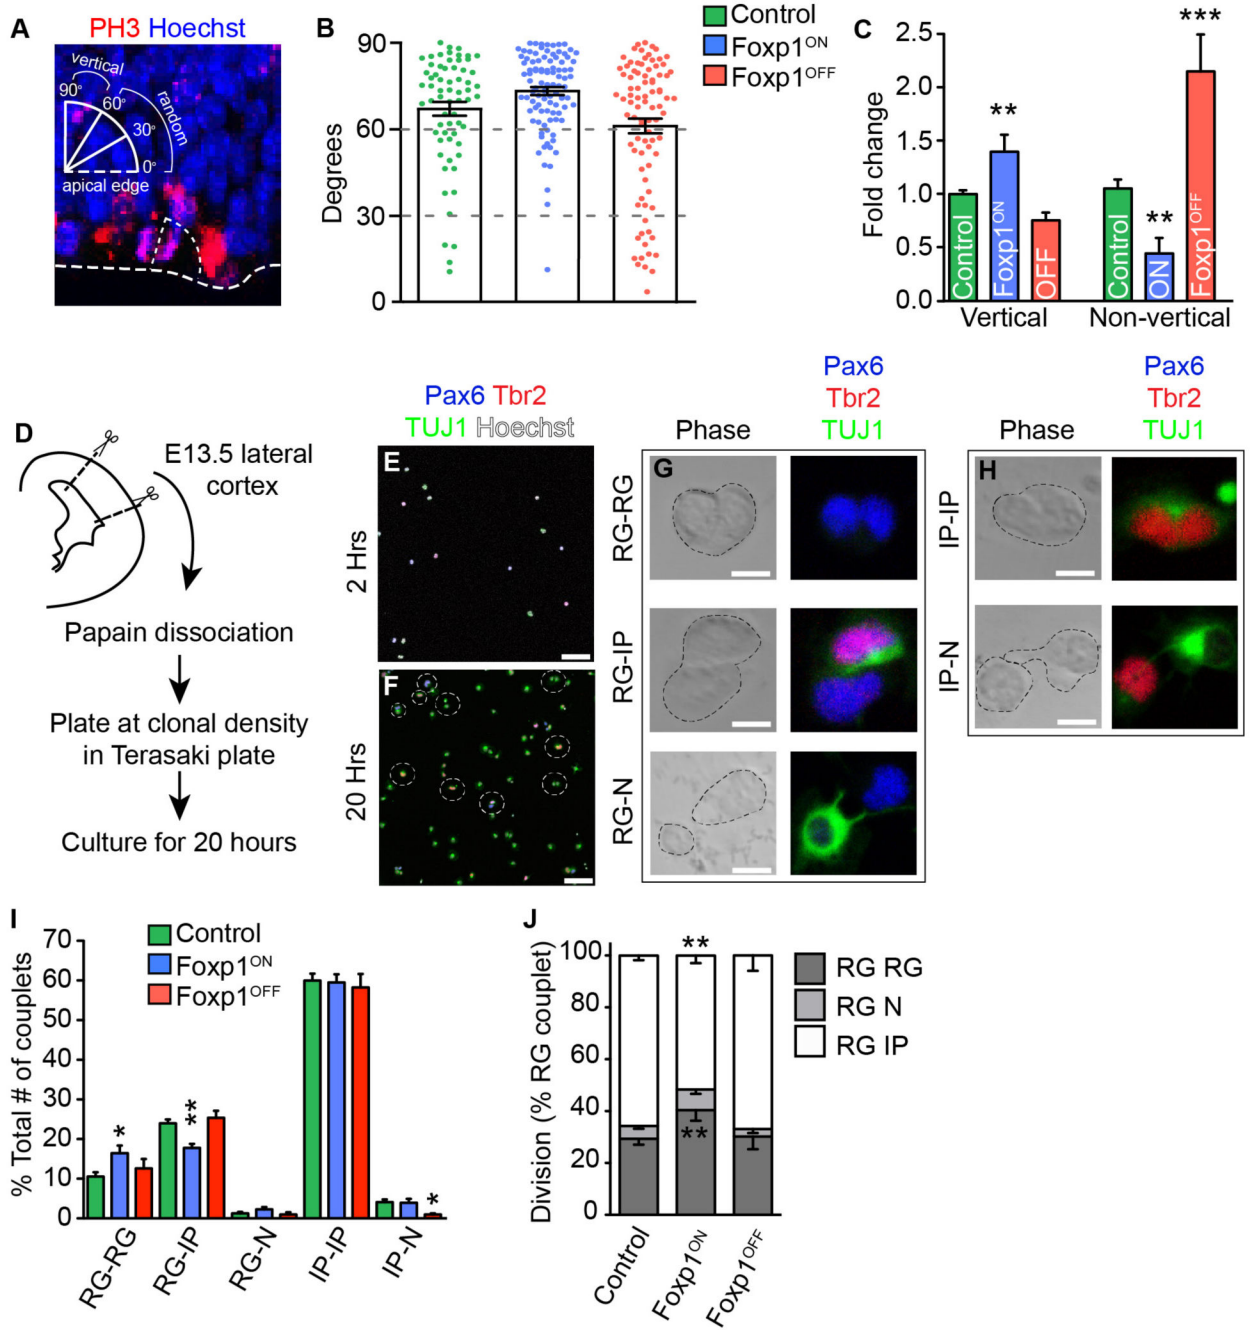 A
PH3 Hoechst
vertical
90°
60°
30°
0°
random
apical edge
B
Degrees
90
60
30
0
Control
Foxp1ON
Foxp1OFF
C
Fold change
2.5
2.0
1.5
1.0
0.5
0.0
**
**
***
Control
Foxp1ON
OFF
Control
ON
Foxp1OFF
Vertical
Non-vertical
D
E13.5 lateral
cortex
Papain dissociation
Plate at clonal density
in Terasaki plate
Culture for 20 hours
Pax6 Tbr2
TUJ1 Hoechst
E
2 Hrs
F
20 Hrs
Phase
Pax6
Tbr2
TUJ1
G
RG-RG
RG-IP
RG-N
Phase
Pax6
Tbr2
TUJ1
H
IP-IP
IP-N
I
% Total # of couplets
70
60
50
40
30
20
10
0
Control
Foxp1ON
Foxp1OFF
*
**
*
RG-RG
RG-IP
RG-N
IP-IP
IP-N
J
Division (% RG couplet)
100
80
60
40
20
0
**
**
RG RG
RG N
RG IP
Control
Foxp1ON
Foxp1OFF